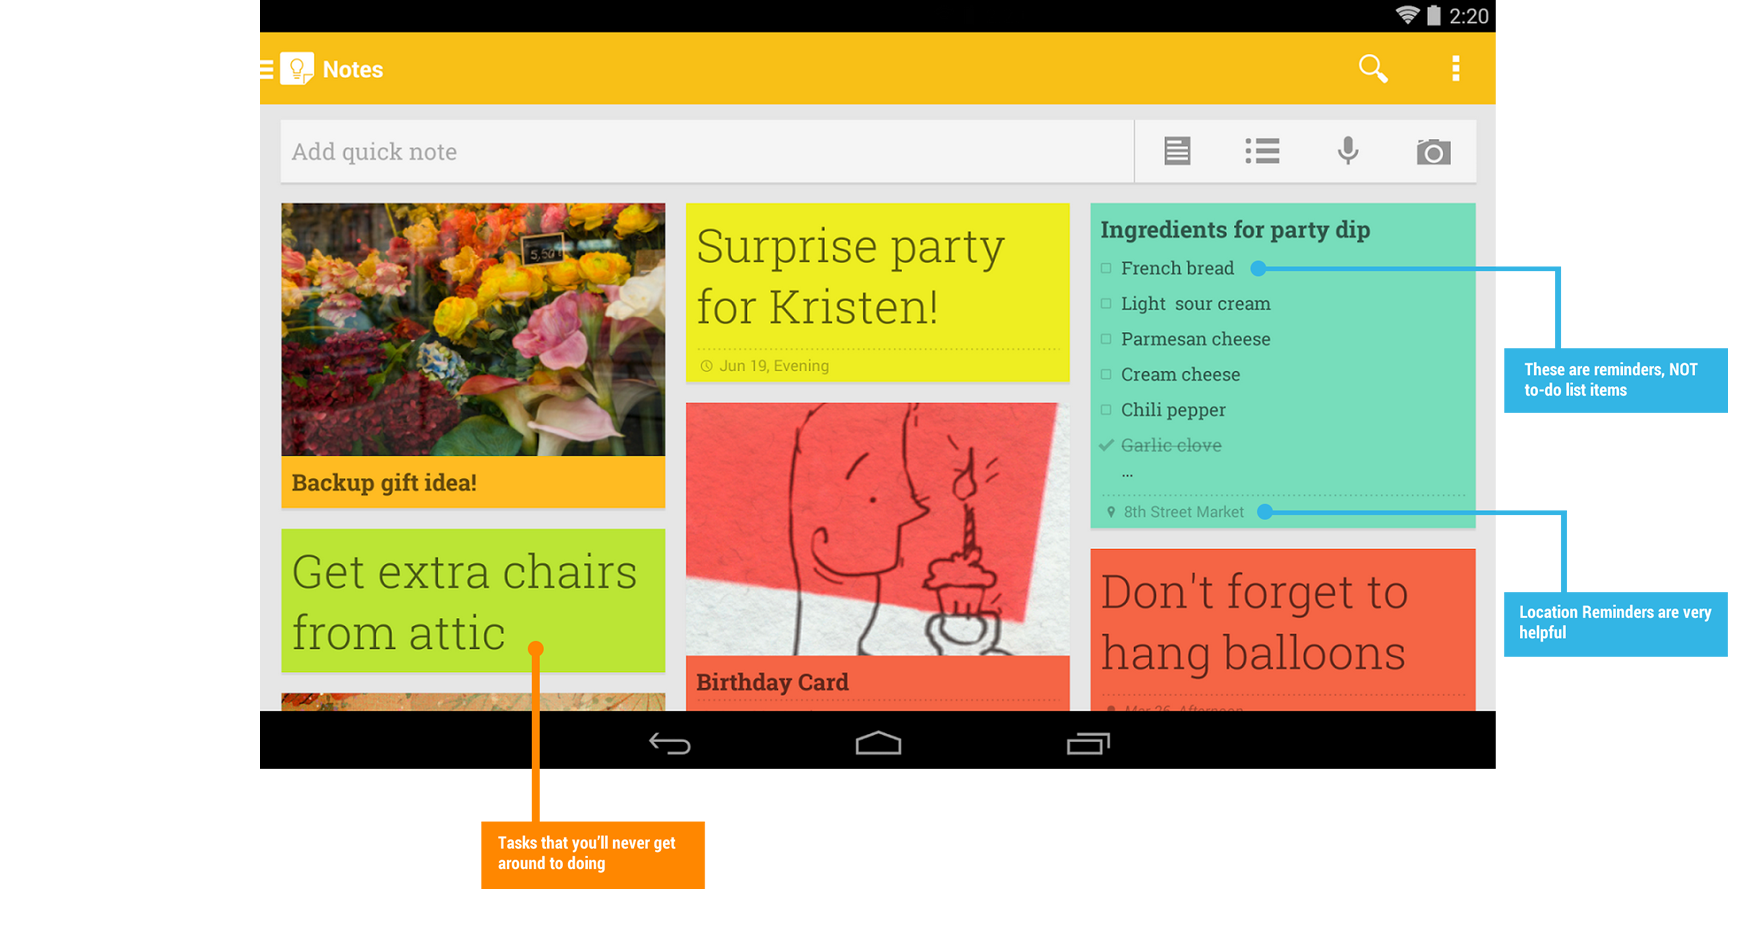 2:20
Notes
Add quick note
5,50
Backup gift idea!
Get extra chairs
from attic
Surprise party
for Kristen!
Jun 19, Evening
Birthday Card
Ingredients for party dip
French bread
Light sour cream
Parmesan cheese
Cream cheese
Chili pepper
Garlic clove
...
8th Street Market
Don't forget to
hang balloons
Mar 26, Afternoon
These are reminders, NOT
to-do list items
Location Reminders are very
helpful
Tasks that you'll never get
around to doing